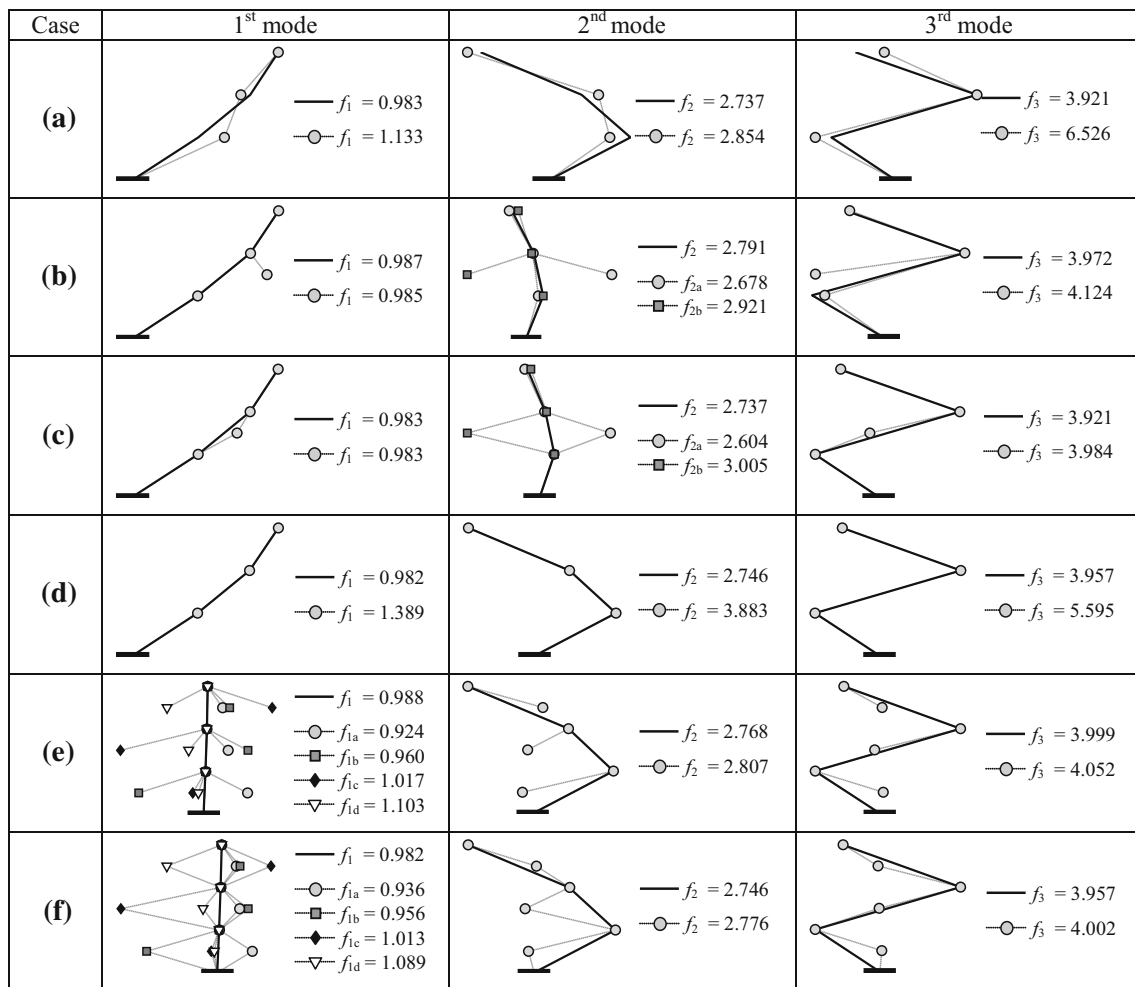 Case 1st mode 2nd mode 3rd mode
(a)
f1 = 0.983
f1 = 1.133
f2 = 2.737
f2 = 2.854
f3 = 3.921
f3 = 6.526
(b)
f1 = 0.987
f1 = 0.985
f2 = 2.791
f2a = 2.678
f2b = 2.921
f3 = 3.972
f3 = 4.124
(c)
f1 = 0.983
f1 = 0.983
f2 = 2.737
f2a = 2.604
f2b = 3.005
f3 = 3.921
f3 = 3.984
(d)
f1 = 0.982
f1 = 1.389
f2 = 2.746
f2 = 3.883
f3 = 3.957
f3 = 5.595
(e)
f1 = 0.988
f1a = 0.924
f1b = 0.960
f1c = 1.017
f1d = 1.103
f2 = 2.768
f2 = 2.807
f3 = 3.999
f3 = 4.052
(f)
f1 = 0.982
f1a = 0.936
f1b = 0.956
f1c = 1.013
f1d = 1.089
f2 = 2.746
f2 = 2.776
f3 = 3.957
f3 = 4.002